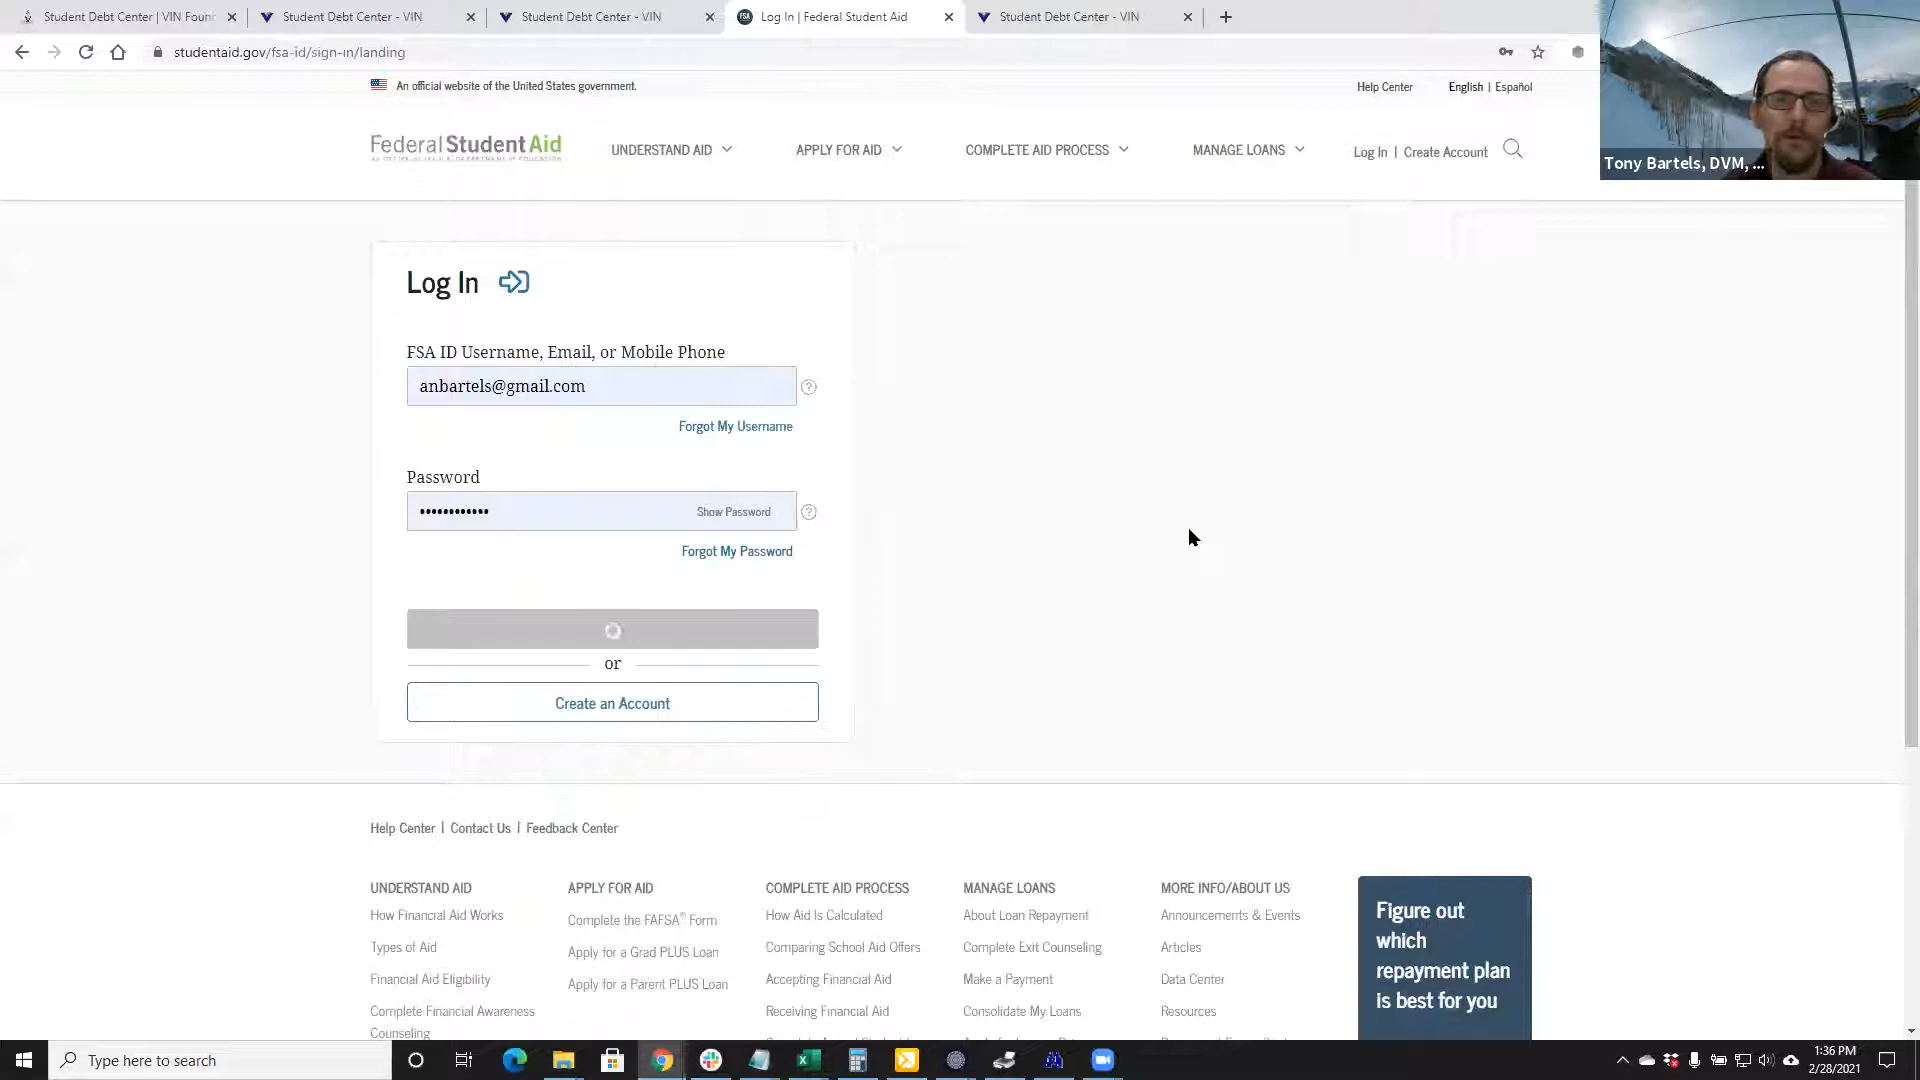 Student Debt Center | VIN Foun
Student Debt Center - VIN
Student Debt Center - VIN
Log In | Federal Student Aid
Student Debt Center - VIN
studentaid.gov/fsa-id/sign-in/landing
An official website of the United States government.
Help Center
English | Español
Federal StudentAid
AN OFFICE OF THE U.S. DEPARTMENT OF EDUCATION
UNDERSTAND AID
APPLY FOR AID
COMPLETE AID PROCESS
MANAGE LOANS
Log In | Create Account
Tony Bartels, DVM, ...
Log In
FSA ID Username, Email, or Mobile Phone
anbartels@gmail.com
Forgot My Username
Password
••••••••••••
Show Password
Forgot My Password
or
Create an Account
Help Center | Contact Us | Feedback Center
UNDERSTAND AID
How Financial Aid Works
Types of Aid
Financial Aid Eligibility
Complete Financial Awareness
Counseling
APPLY FOR AID
Complete the FAFSA® Form
Apply for a Grad PLUS Loan
Apply for a Parent PLUS Loan
COMPLETE AID PROCESS
How Aid Is Calculated
Comparing School Aid Offers
Accepting Financial Aid
Receiving Financial Aid
MANAGE LOANS
About Loan Repayment
Complete Exit Counseling
Make a Payment
Consolidate My Loans
MORE INFO/ABOUT US
Announcements & Events
Articles
Data Center
Resources
Figure out
which
repayment plan
is best for you
Type here to search
1:36 PM
2/28/2021